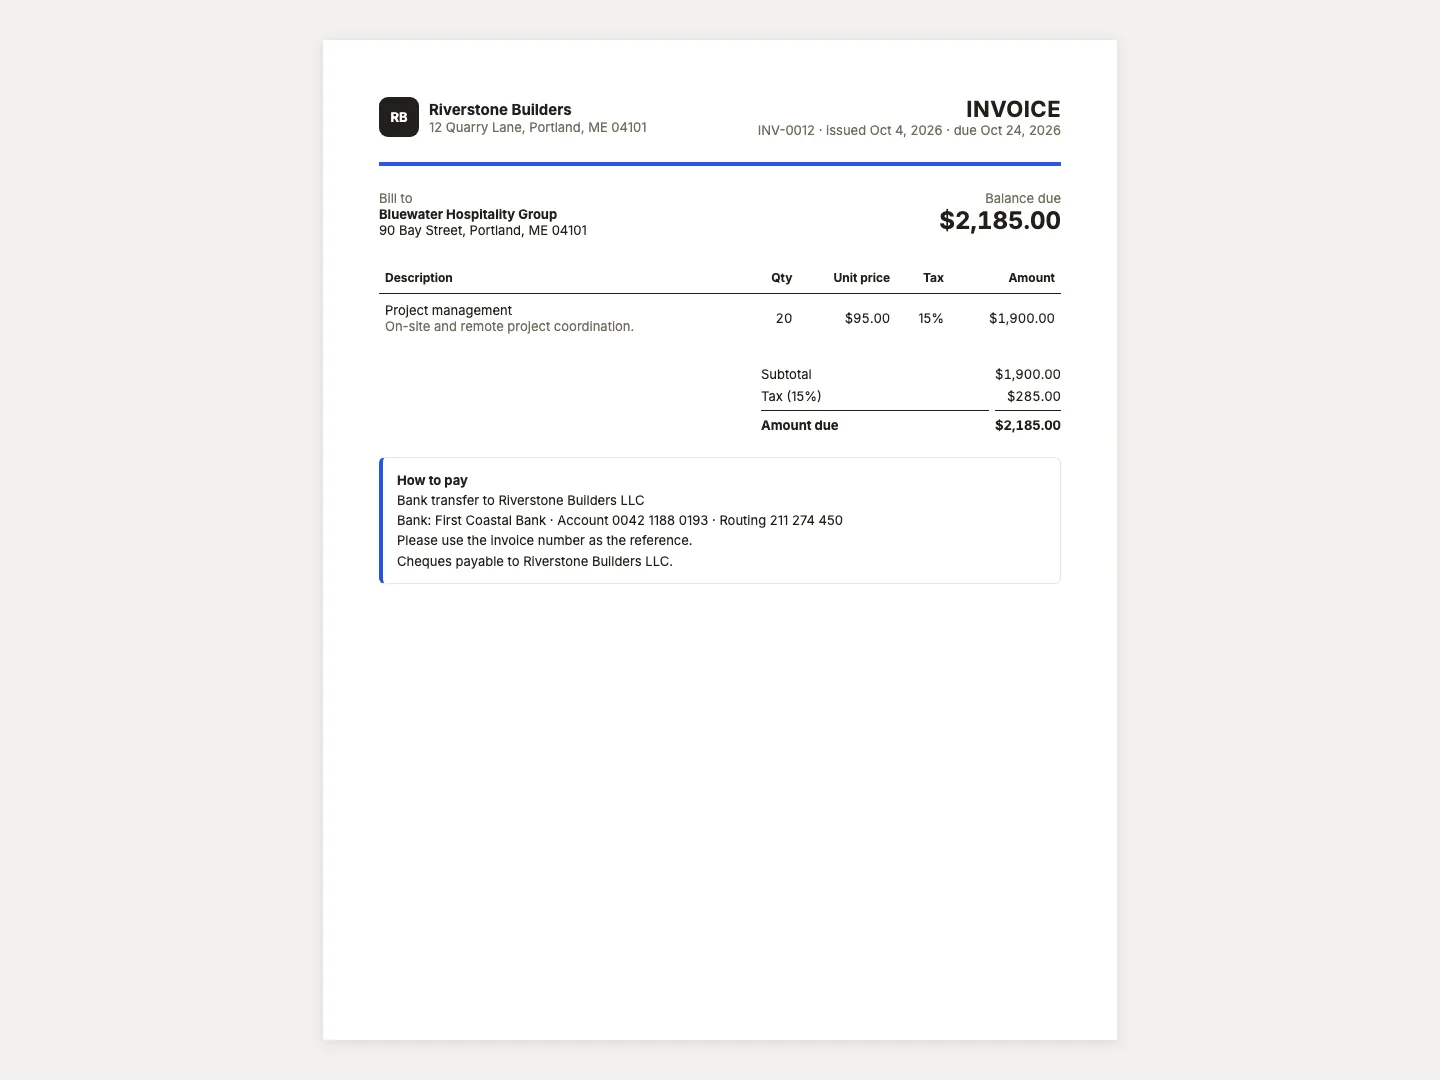 RB
Riverstone Builders
12 Quarry Lane, Portland, ME 04101
INVOICE
INV-0012 · Issued Oct 4, 2026 · due Oct 24, 2026
Bill to
Bluewater Hospitality Group
90 Bay Street, Portland, ME 04101
Balance due
$2,185.00
Description Qty Unit price Tax Amount
Project management
On-site and remote project coordination.
20 $95.00 15% $1,900.00
Subtotal $1,900.00
Tax (15%) $285.00
Amount due $2,185.00
How to pay
Bank transfer to Riverstone Builders LLC
Bank: First Coastal Bank · Account 0042 1188 0193 · Routing 211 274 450
Please use the invoice number as the reference.
Cheques payable to Riverstone Builders LLC.